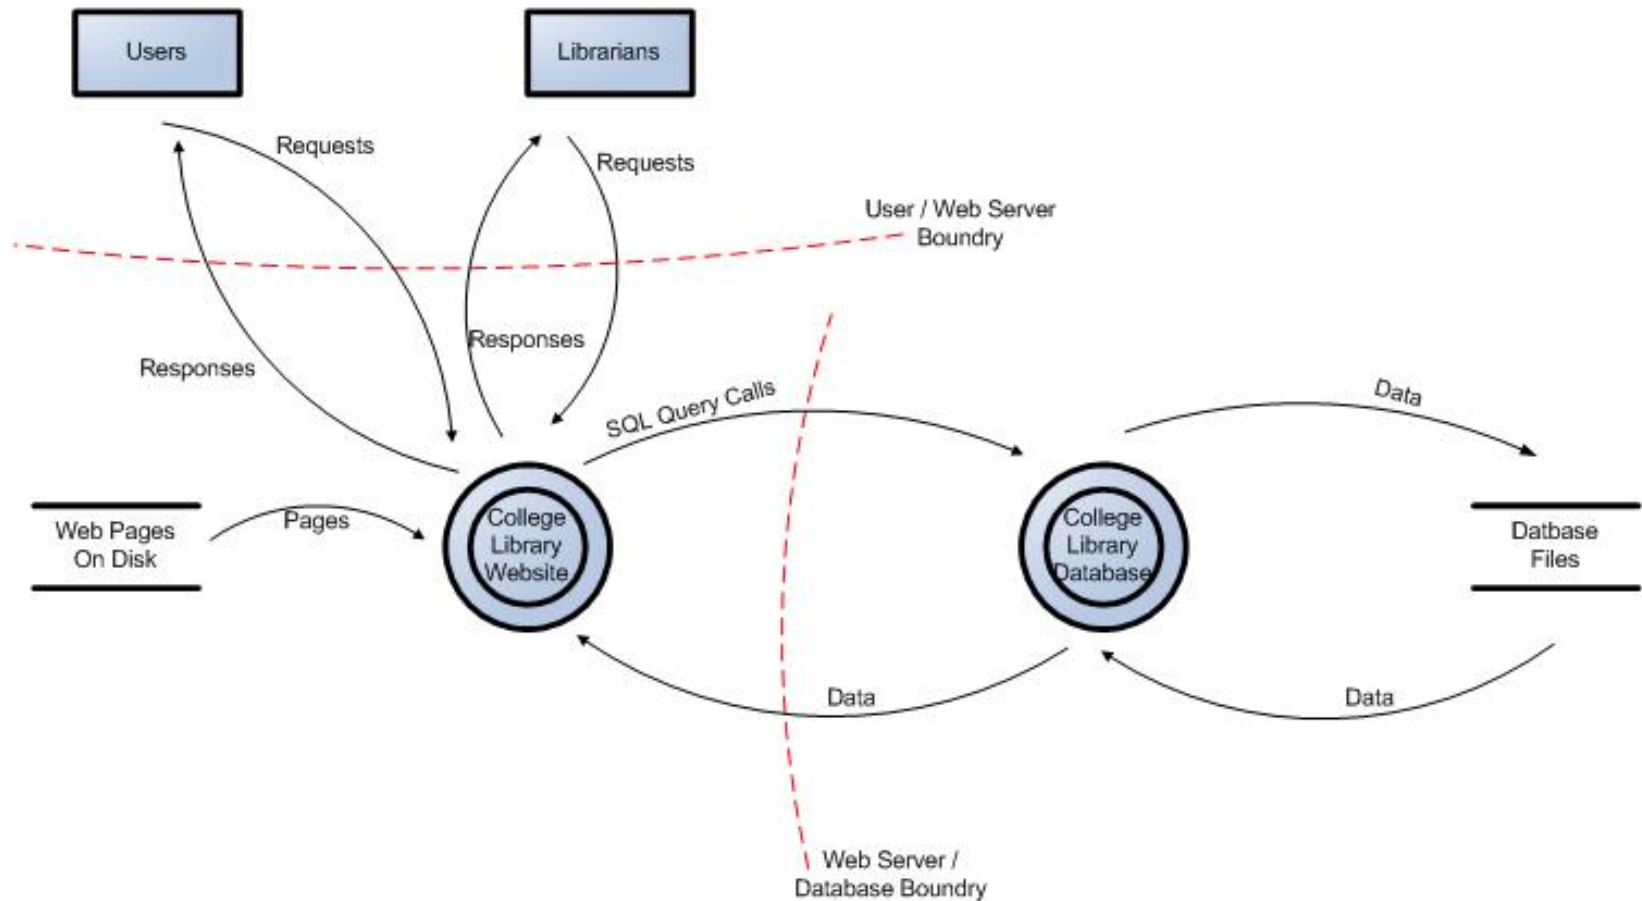 Users
Librarians
Requests
Requests
User / Web Server
Boundry
Responses
Responses
SQL Query Calls
Data
Web Pages
On Disk
Pages
College
Library
Website
College
Library
Database
Datbase
Files
Data
Data
Web Server /
Database Boundry